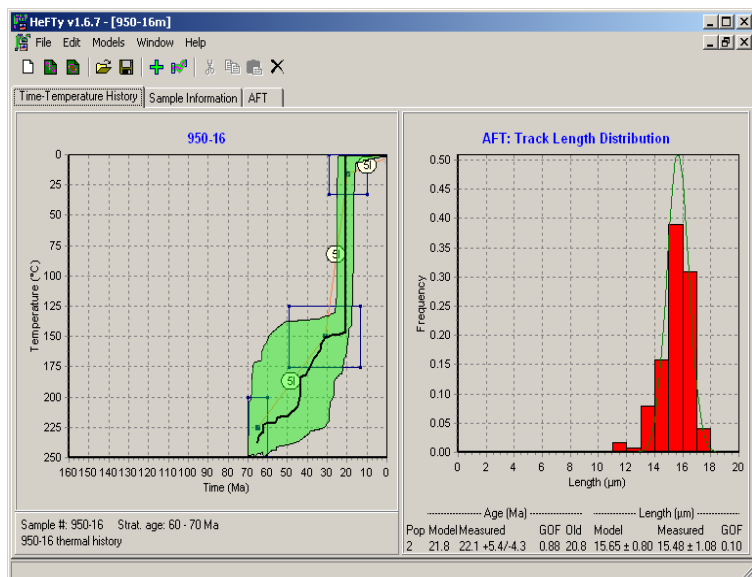 HeFTy v1.6.7 - [950-16m]
File Edit Models Window Help
Time-Temperature History Sample Information AFT
950-16
0
25
50
75
100
125
150
175
200
225
250
Temperature (°C)
5I
5I
5I
160 150 140 130 120 110 100 90 80 70 60 50 40 30 20 10 0
Time (Ma)
Sample #: 950-16 Strat. age: 60 - 70 Ma
950-16 thermal history
AFT: Track Length Distribution
0.50
0.45
0.40
0.35
0.30
0.25
0.20
0.15
0.10
0.05
0.00
Frequency
0 2 4 6 8 10 12 14 16 18 20
Length (µm)
Age (Ma) Length (µm)
Pop Model Measured GOF Old Model Measured GOF
2 21.8 22.1 +5.4/-4.3 0.88 20.8 15.65 ± 0.80 15.48 ± 1.08 0.10